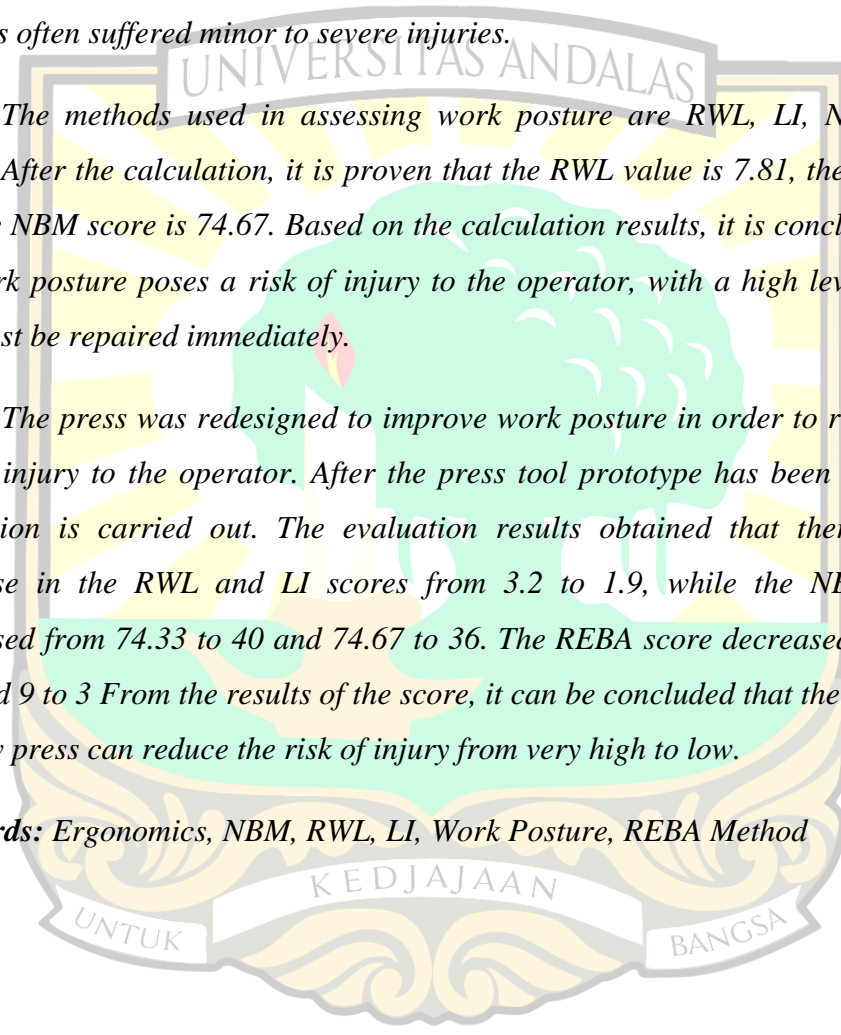 s often suffered minor to severe injuries.
UNIVERSITAS ANDALAS
The methods used in assessing work posture are RWL, LI, N
After the calculation, it is proven that the RWL value is 7.81, the
NBM score is 74.67. Based on the calculation results, it is concl
rk posture poses a risk of injury to the operator, with a high lev
st be repaired immediately.
The press was redesigned to improve work posture in order to r
injury to the operator. After the press tool prototype has been
ion is carried out. The evaluation results obtained that ther
se in the RWL and LI scores from 3.2 to 1.9, while the NB
sed from 74.33 to 40 and 74.67 to 36. The REBA score decreased
d 9 to 3 From the results of the score, it can be concluded that the
press can reduce the risk of injury from very high to low.
rds: Ergonomics, NBM, RWL, LI, Work Posture, REBA Method
KEDJAJAAN
UNTUK
BANGSA